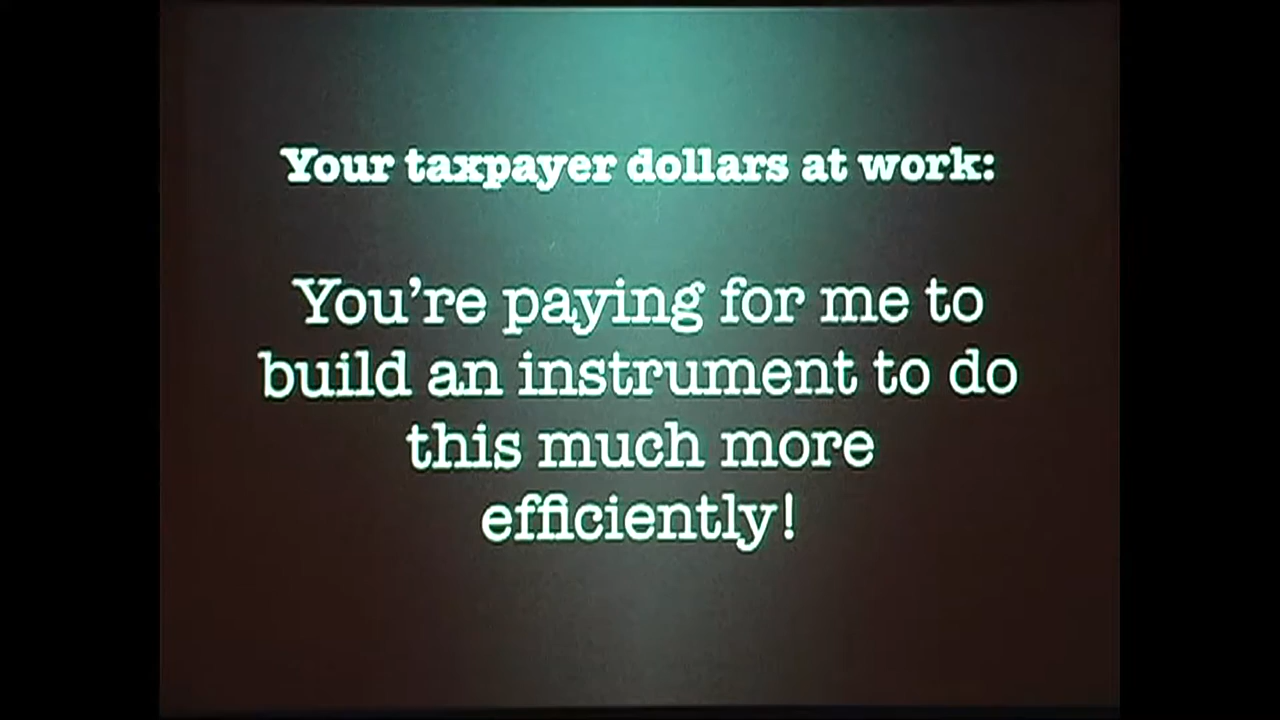 Your taxpayer dollars at work:
You're paying for me to
build an instrument to do
this much more
efficiently!